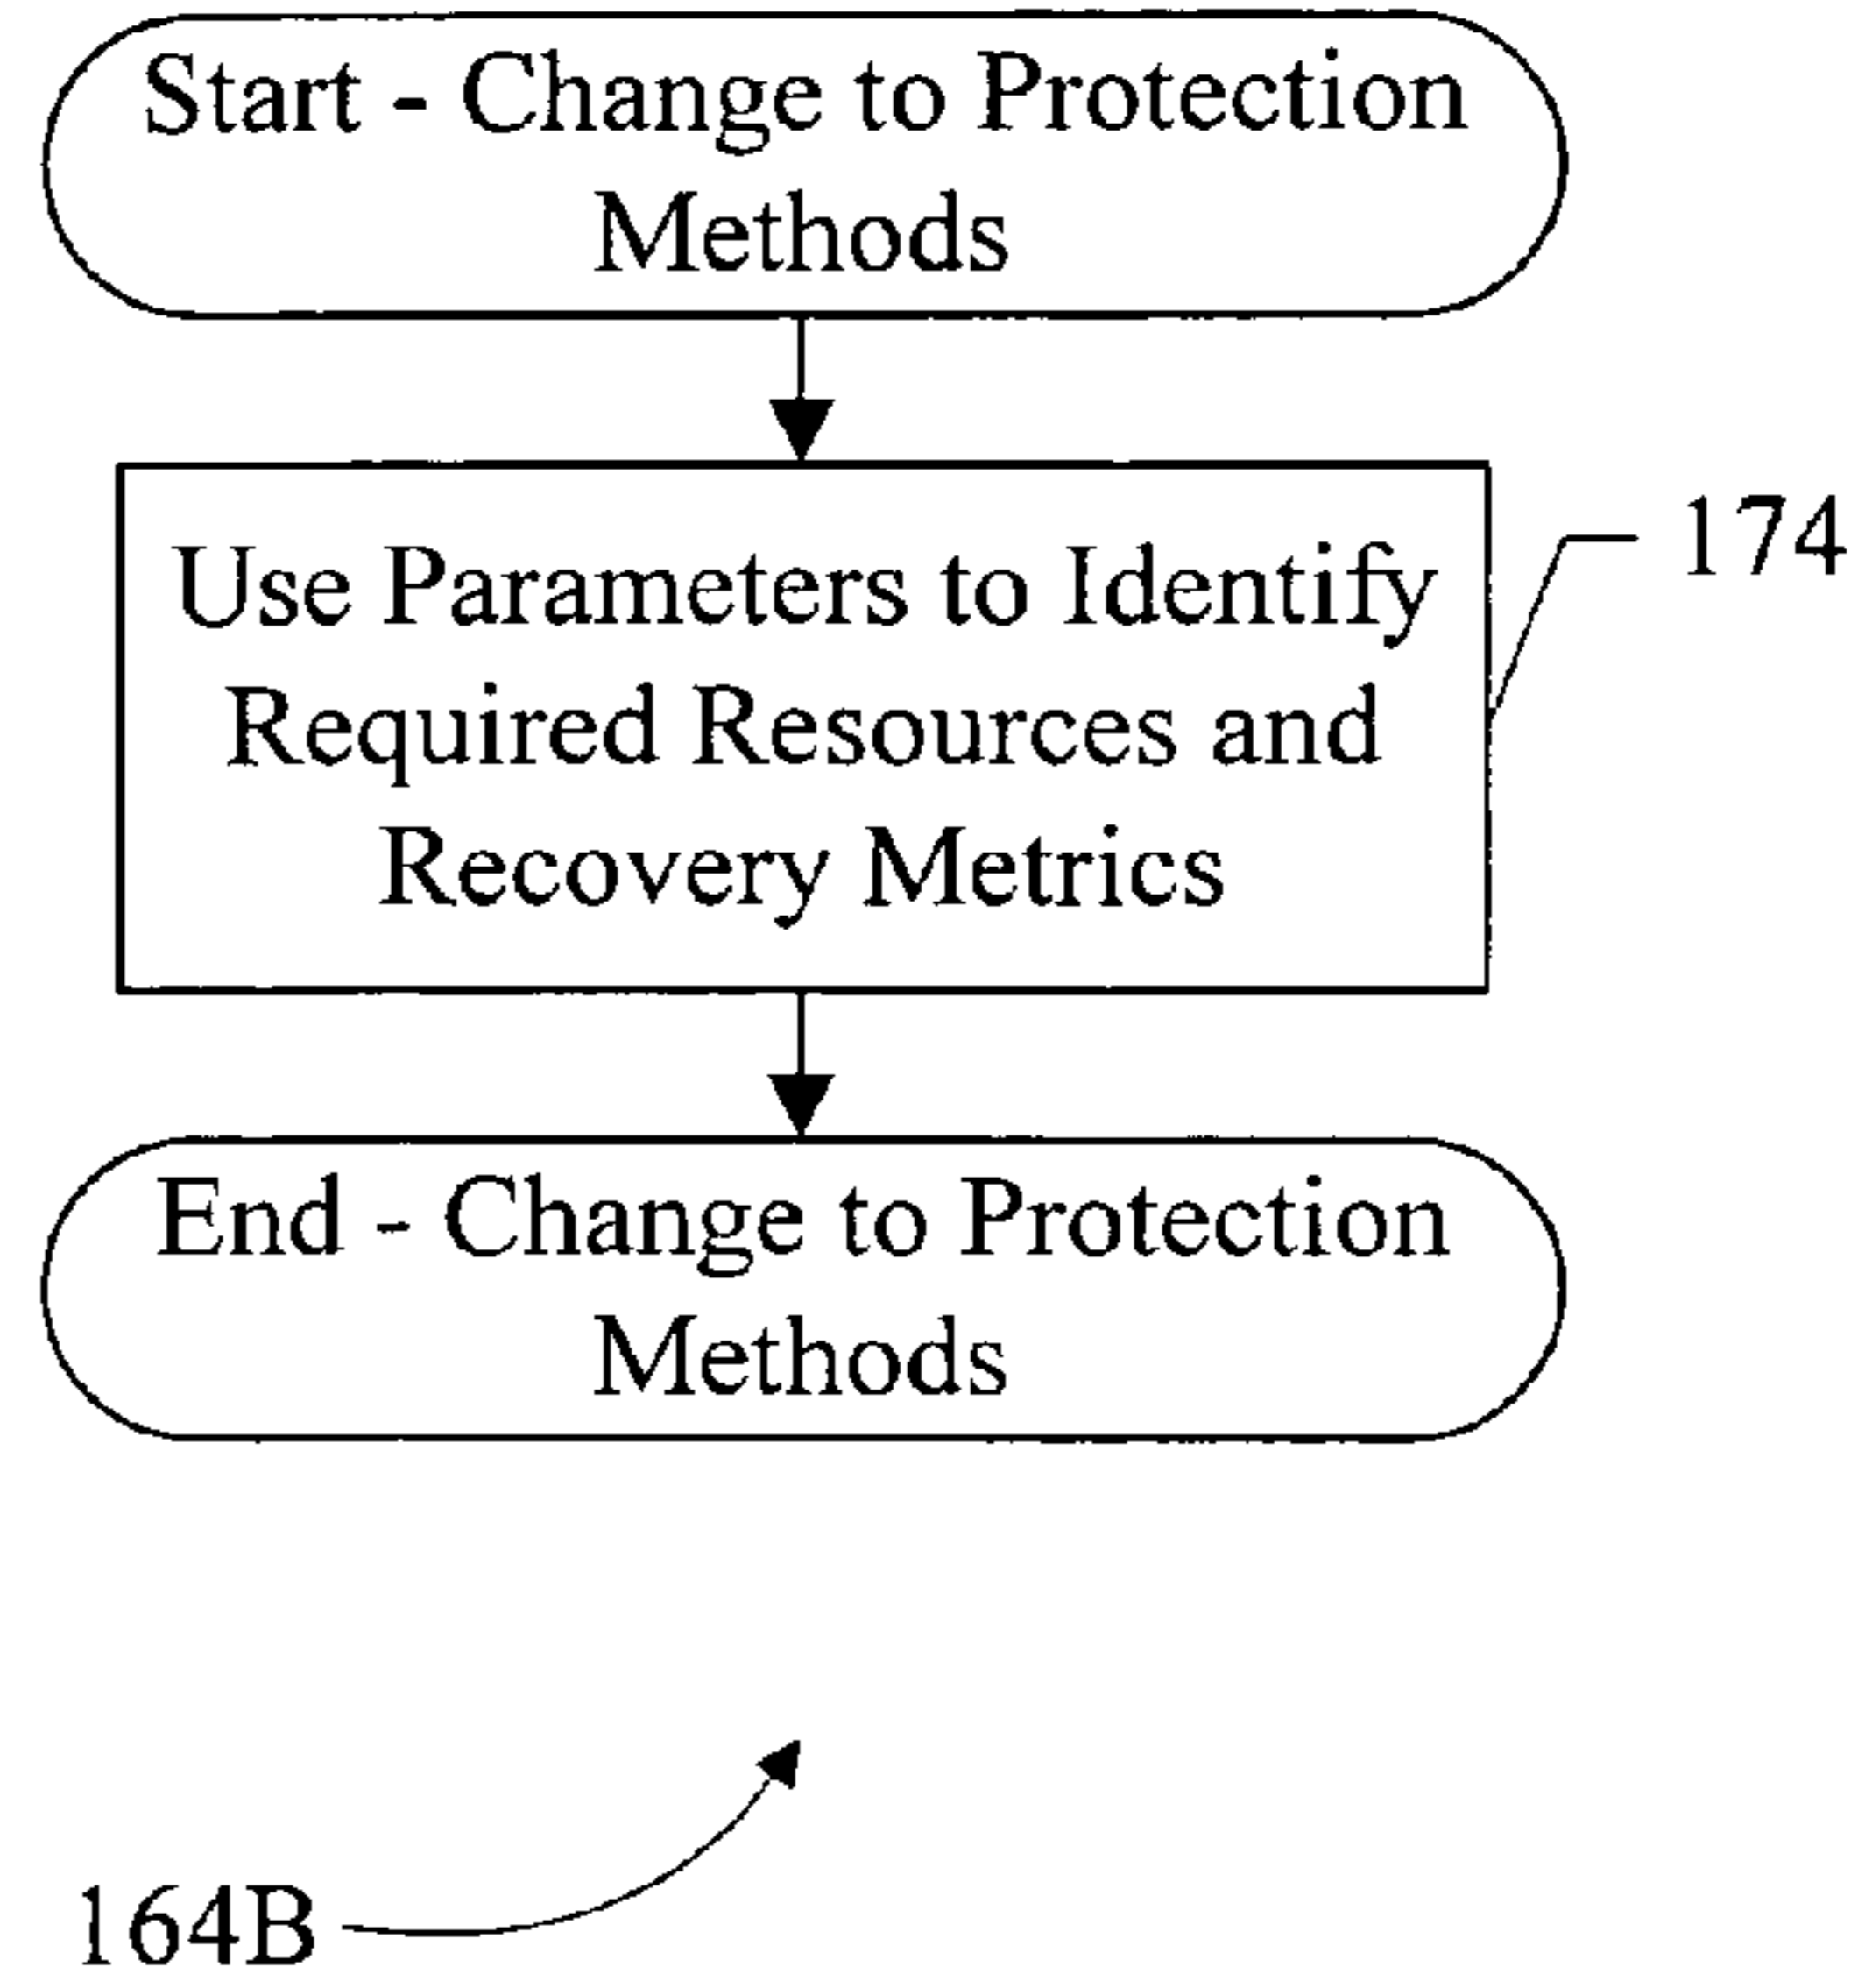 Start - Change to Protection
Methods
Use Parameters to Identify
Required Resources and
Recovery Metrics
174
End - Change to Protection
Methods
164B